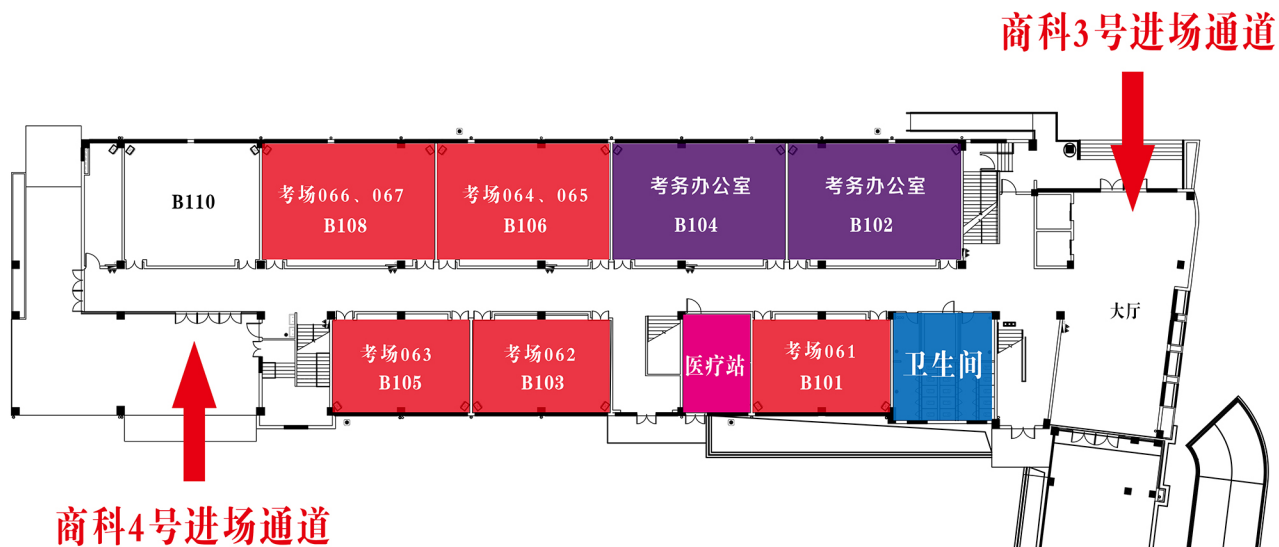 商科3号进场通道
B110
考场066、067
B108
考场064、065
B106
考务办公室
B104
考务办公室
B102
大厅
考场063
B105
考场062
B103
医疗站
考场061
B101
卫生间
商科4号进场通道